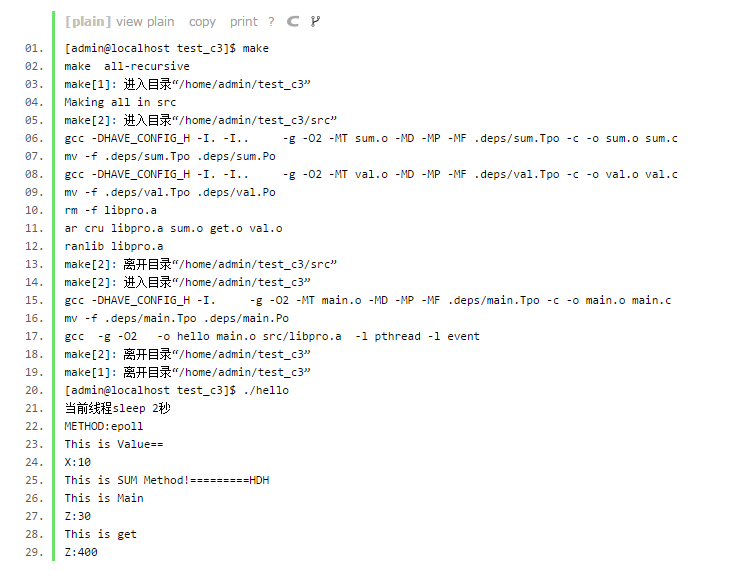 [plain] view plain copy print ?
01. [admin@localhost test_c3]$ make
02. make  all-recursive
03. make[1]: 进入目录“/home/admin/test_c3”
04. Making all in src
05. make[2]: 进入目录“/home/admin/test_c3/src”
06. gcc -DHAVE_CONFIG_H -I. -I..     -g -O2 -MT sum.o -MD -MP -MF .deps/sum.Tpo -c -o sum.o sum.c
07. mv -f .deps/sum.Tpo .deps/sum.Po
08. gcc -DHAVE_CONFIG_H -I. -I..     -g -O2 -MT val.o -MD -MP -MF .deps/val.Tpo -c -o val.o val.c
09. mv -f .deps/val.Tpo .deps/val.Po
10. rm -f libpro.a
11. ar cru libpro.a sum.o get.o val.o
12. ranlib libpro.a
13. make[2]: 离开目录“/home/admin/test_c3/src”
14. make[2]: 进入目录“/home/admin/test_c3”
15. gcc -DHAVE_CONFIG_H -I.     -g -O2 -MT main.o -MD -MP -MF .deps/main.Tpo -c -o main.o main.c
16. mv -f .deps/main.Tpo .deps/main.Po
17. gcc  -g -O2   -o hello main.o src/libpro.a  -l pthread -l event
18. make[2]: 离开目录“/home/admin/test_c3”
19. make[1]: 离开目录“/home/admin/test_c3”
20. [admin@localhost test_c3]$ ./hello
21. 当前线程sleep 2秒
22. METHOD:epoll
23. This is Value==
24. X:10
25. This is SUM Method!=========HDH
26. This is Main
27. Z:30
28. This is get
29. Z:400